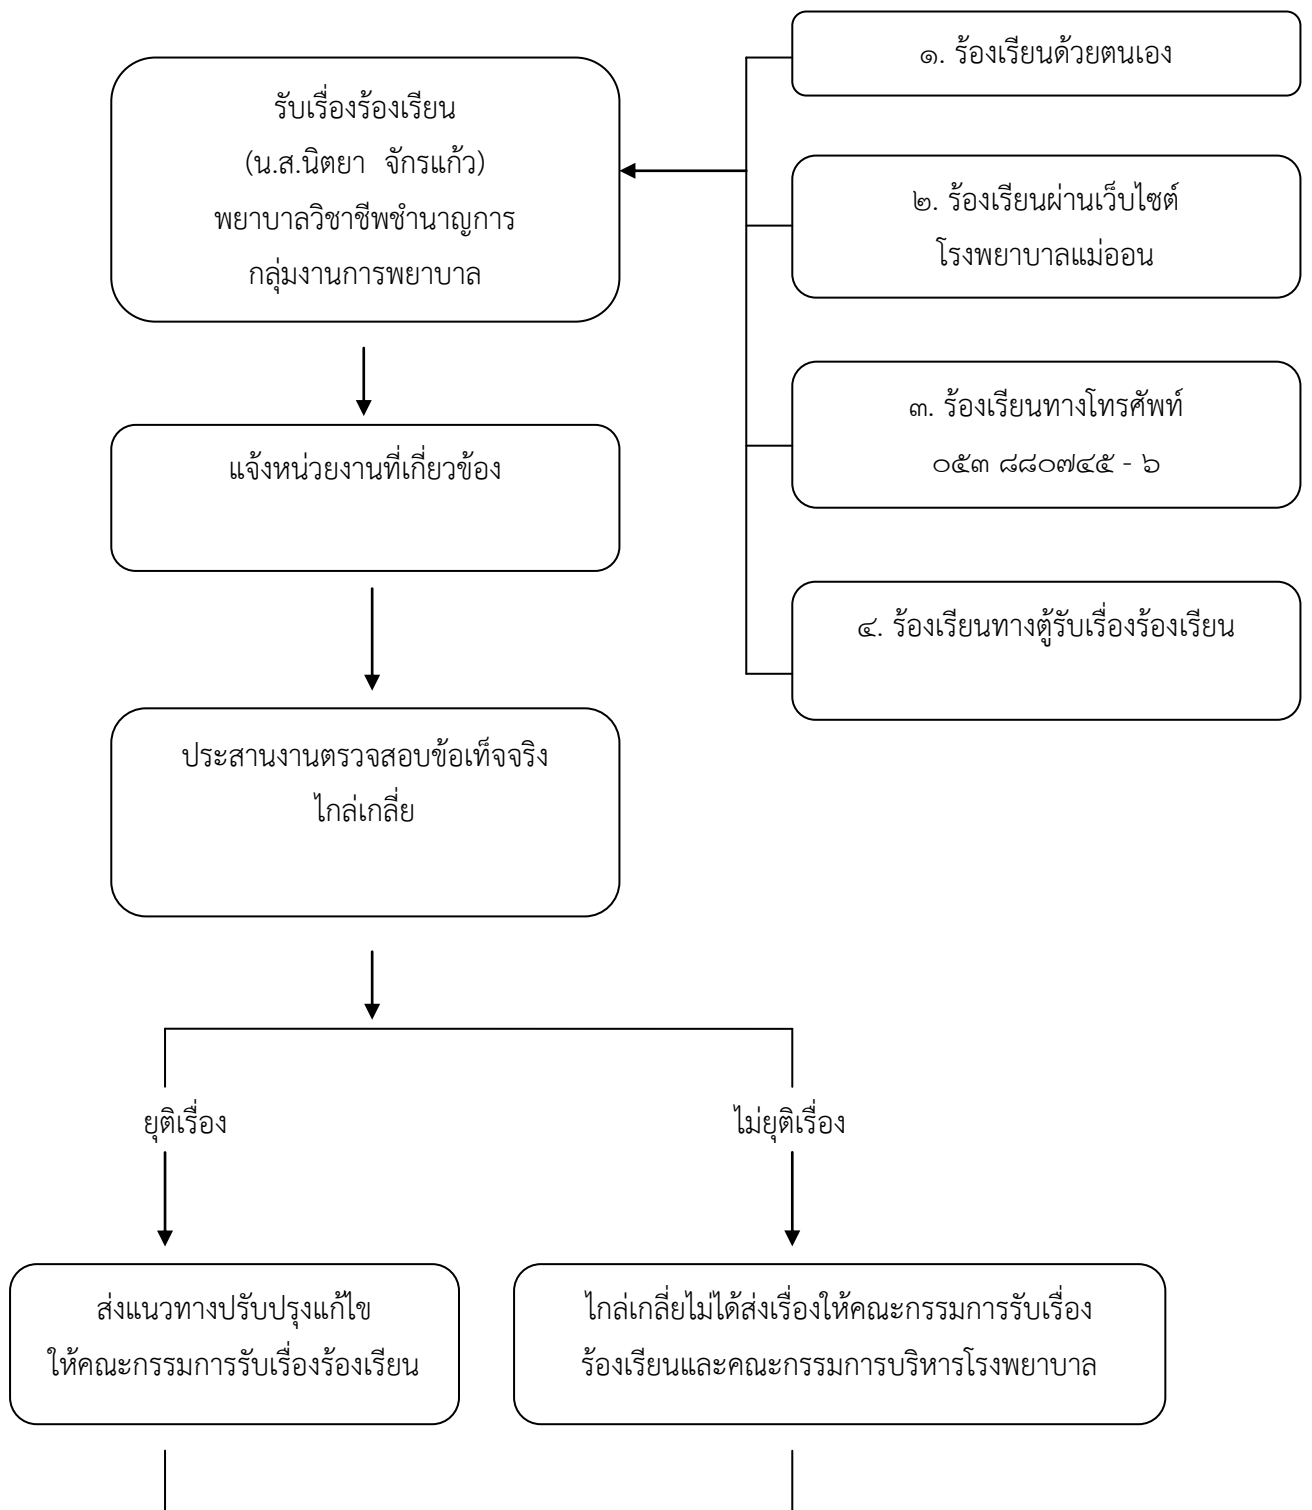 รับเรื่องร้องเรียน
(น.ส.นิตยา จักรแก้ว)
พยาบาลวิชาชีพชำนาญการ
กลุ่มงานการพยาบาล
๑. ร้องเรียนด้วยตนเอง
๒. ร้องเรียนผ่านเว็บไซต์
โรงพยาบาลแม่ออน
๓. ร้องเรียนทางโทรศัพท์
๐๕๓ ๘๘๐๗๔๕ - ๖
๔. ร้องเรียนทางตู้รับเรื่องร้องเรียน
แจ้งหน่วยงานที่เกี่ยวข้อง
ประสานงานตรวจสอบข้อเท็จจริง
ไกล่เกลี่ย
ยุติเรื่อง
ไม่ยุติเรื่อง
ส่งแนวทางปรับปรุงแก้ไข
ให้คณะกรรมการรับเรื่องร้องเรียน
ไกล่เกลี่ยไม่ได้ส่งเรื่องให้คณะกรรมการรับเรื่อง
ร้องเรียนและคณะกรรมการบริหารโรงพยาบาล